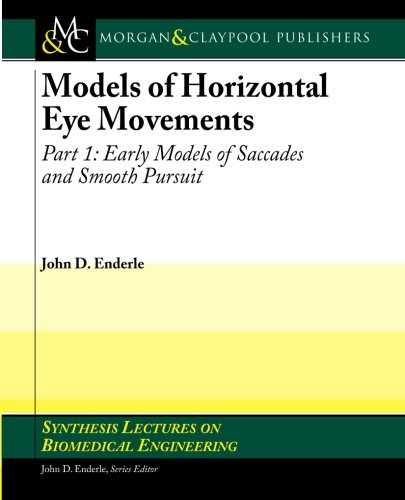 M&C MORGAN&CLAYPOOL PUBLISHERS
Models of Horizontal
Eye Movements
Part 1: Early Models of Saccades
and Smooth Pursuit
John D. Enderle
SYNTHESIS LECTURES ON
BIOMEDICAL ENGINEERING
John D. Enderle, Series Editor